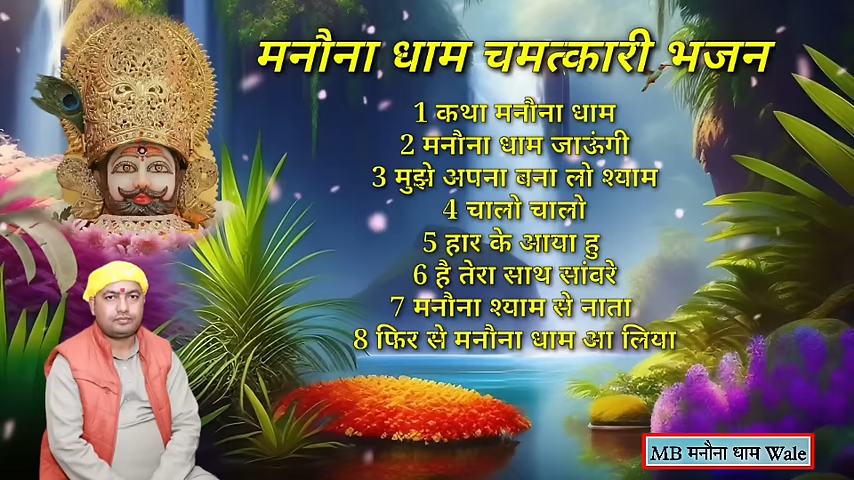 मनौना धाम चमत्कारी भजन
1 कथा मनौना धाम
2 मनौना धाम जाऊंगी
3 मुझे अपना बना लो श्याम
4 चालो चालो
5 हार के आया हु
6 है तेरा साथ सांवरे
7 मनौना श्याम से नाता
8 फिर से मनौना धाम आ लिया
MB मनौना धाम Wale